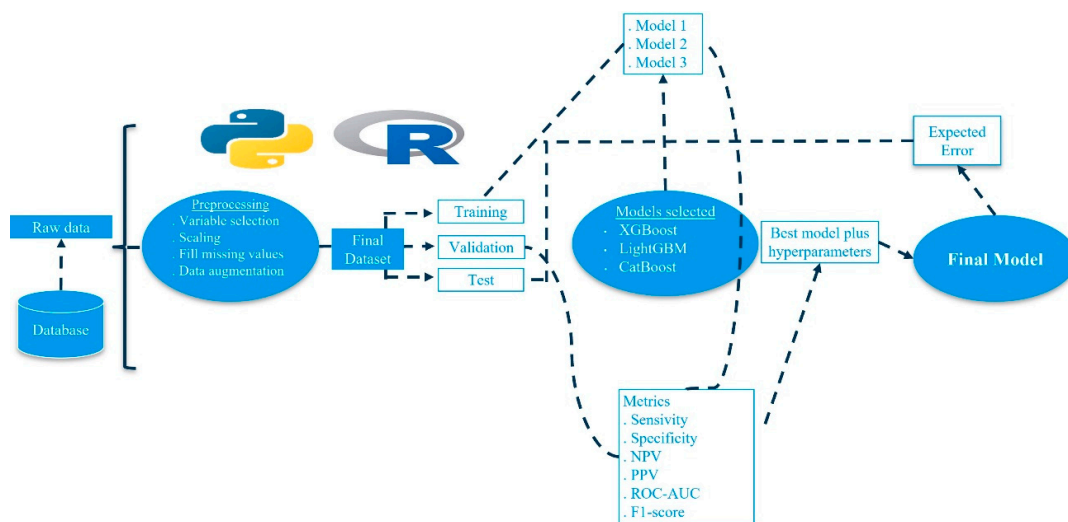 Raw data
Database
Preprocessing
. Variable selection
. Scaling
. Fill missing values
. Data augmentation
R
Final
Dataset
Training
Validation
Test
. Model 1
. Model 2
. Model 3
Models selected
· XGBoost
· LightGBM
· CatBoost
Metrics
. Sensivity
. Specificity
. NPV
. PPV
. ROC-AUC
. F1-score
Best model plus
hyperparameters
Final Model
Expected
Error